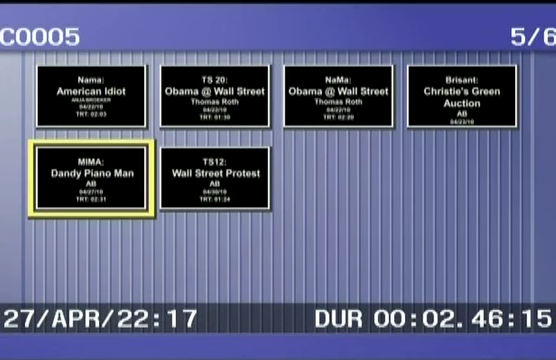 C0005
5/6
Nama:
American Idiot
ANJA BROEKER
04/22/10
TRT: 02:03
TS 20:
Obama @ Wall Street
Thomas Roth
04/22/10
TRT: 01:30
NaMa:
Obama @ Wall Street
Thomas Roth
04/22/10
TRT: 02:20
Brisant:
Christie's Green
Auction
AB
04/23/10
MIMA:
Dandy Piano Man
AB
04/27/10
TRT: 02:31
TS12:
Wall Street Protest
AB
04/30/10
TRT: 01:24
27/APR/22:17
DUR 00:02.46:15